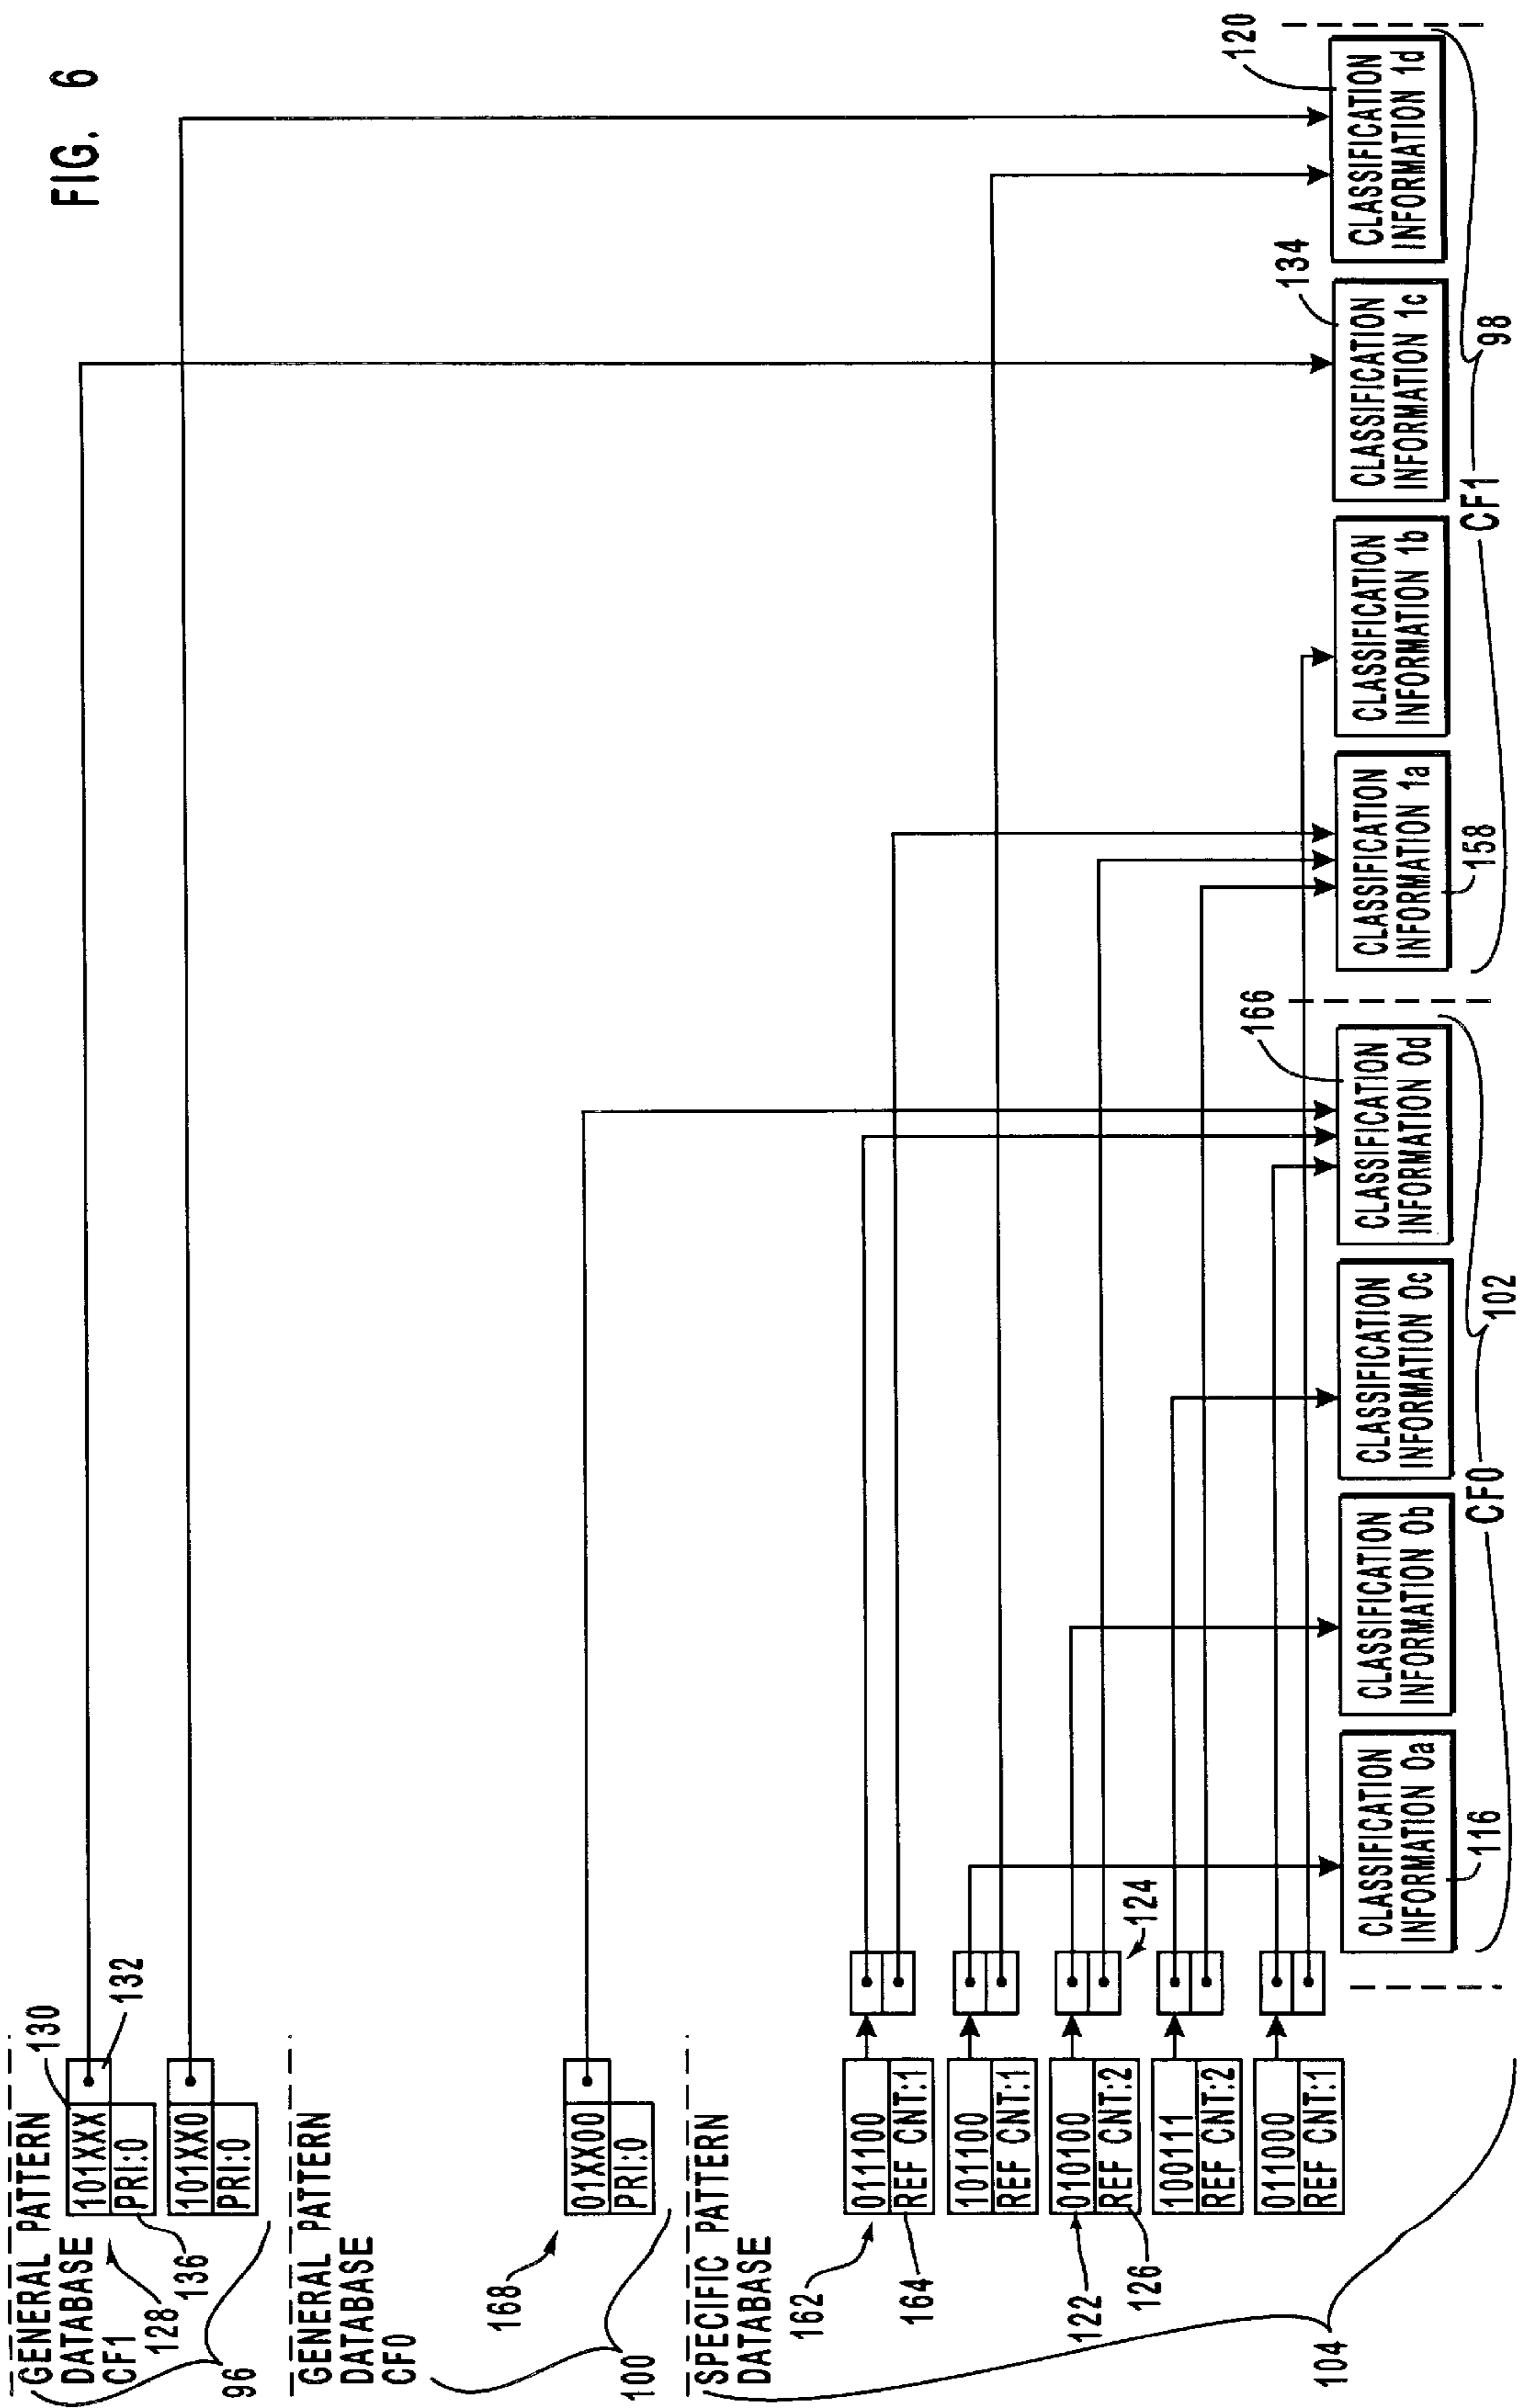 FIG. 6
GENERAL PATTERN
DATABASE
CF1
128
136
96
130
132
101XXX
PRI:0
101XX0
PRI:0
GENERAL PATTERN
DATABASE
CF0
168
100
01XX00
PRI:0
SPECIFIC PATTERN
DATABASE
162
164
122
126
104
011100
REF CNT:1
101100
REF CNT:1
010100
REF CNT:2
100111
REF CNT:2
011000
REF CNT:1
124
CLASSIFICATION
INFORMATION 0a
116
CLASSIFICATION
INFORMATION 0b
CLASSIFICATION
INFORMATION 0c
CLASSIFICATION
INFORMATION 0d
166
CF0
102
CLASSIFICATION
INFORMATION 1a
158
CLASSIFICATION
INFORMATION 1b
CLASSIFICATION
INFORMATION 1c
134
CLASSIFICATION
INFORMATION 1d
120
CF1
98